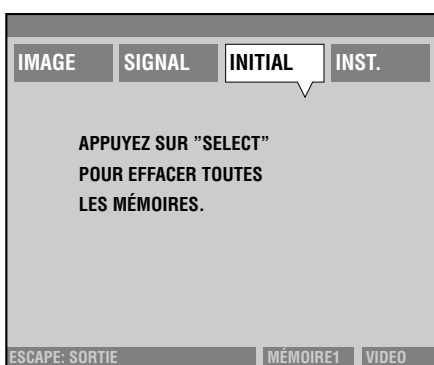 IMAGE SIGNAL INITIAL INST.
APPUYEZ SUR ”SELECT”
POUR EFFACER TOUTES
LES MÉMOIRES.
ESCAPE: SORTIE MÉMOIRE1 VIDEO